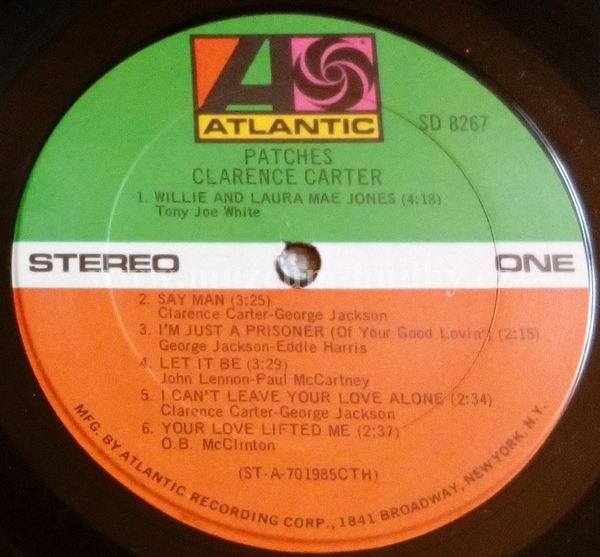 ATLANTIC
SD 8267
PATCHES
CLARENCE CARTER
1. WILLIE AND LAURA MAE JONES (4:18)
Tony Joe White
STEREO
ONE
2. SAY MAN (3:25)
Clarence Carter-George Jackson
3. I'M JUST A PRISONER (Of Your Good Lovin') (2:15)
George Jackson-Eddie Harris
4. LET IT BE (3:29)
John Lennon-Paul McCartney
5. I CAN'T LEAVE YOUR LOVE ALONE (2:34)
Clarence Carter-George Jackson
6. YOUR LOVE LIFTED ME (2:37)
O.B. McClinton
(ST-A-701985CTH)
MFG. BY ATLANTIC RECORDING CORP., 1841 BROADWAY, NEW YORK, N.Y.